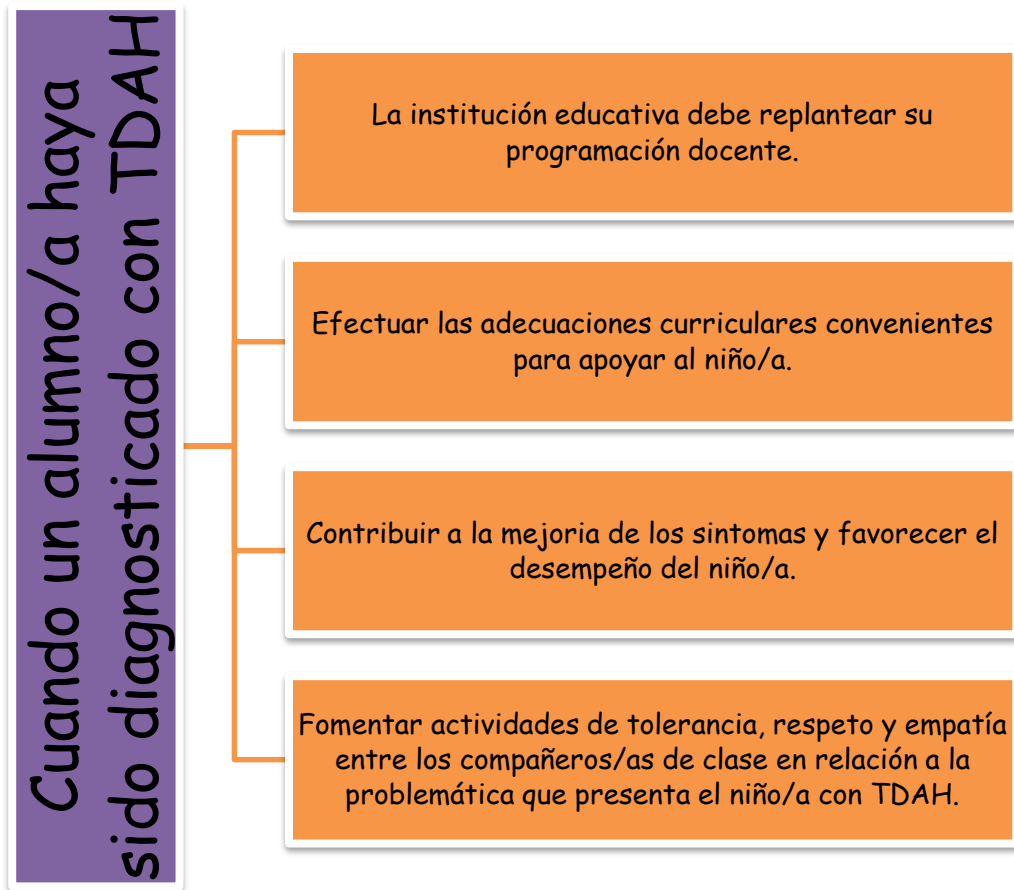 Cuando un alumno/a haya
sido diagnosticado con TDAH
La institución educativa debe replantear su
programación docente.
Efectuar las adecuaciones curriculares convenientes
para apoyar al niño/a.
Contribuir a la mejoria de los sintomas y favorecer el
desempeño del niño/a.
Fomentar actividades de tolerancia, respeto y empatía
entre los compañeros/as de clase en relación a la
problemática que presenta el niño/a con TDAH.